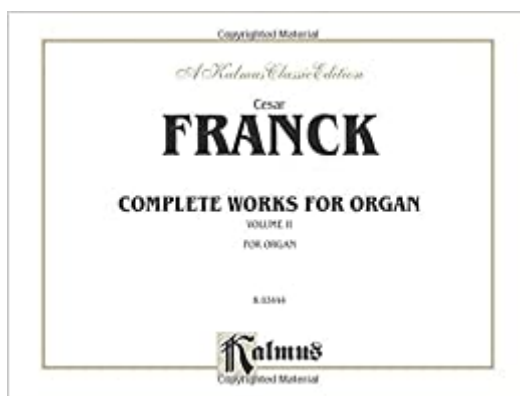 Copyrighted Material
A Kalmus Classic Edition
Cesar
FRANCK
COMPLETE WORKS FOR ORGAN
VOLUME II
FOR ORGAN
Kalmus
Copyrighted Material